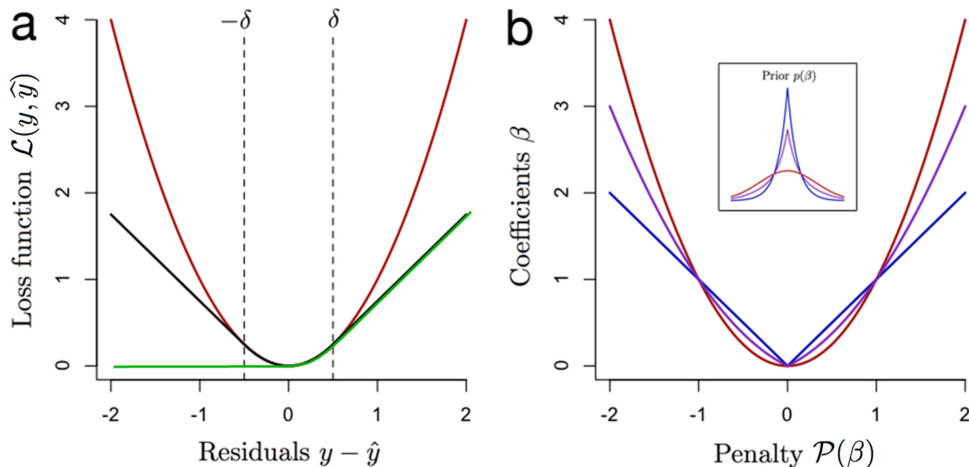 a
−δ
δ
4
3
2
1
0
Loss function ℒ(y, ŷ)
-2
-1
0
1
2
Residuals y − ŷ
b
4
3
2
1
0
Coefficients β
Prior p(β)
-2
-1
0
1
2
Penalty 𝒫(β)